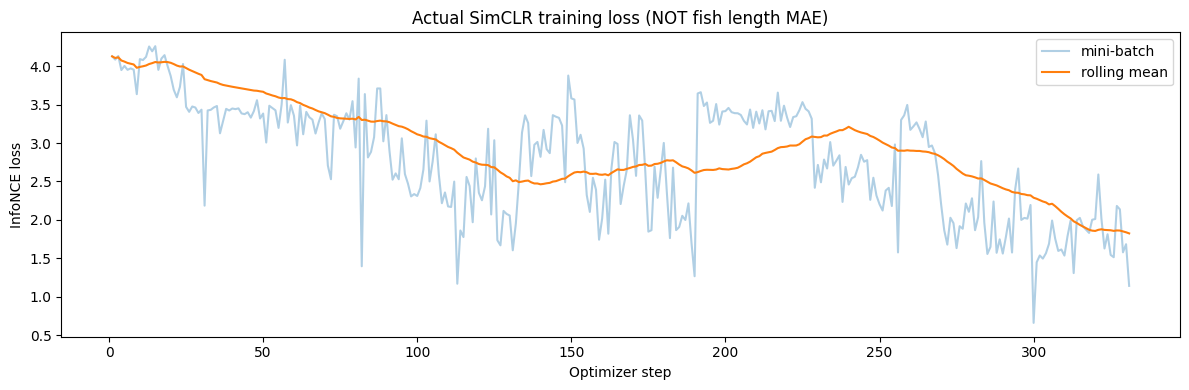 Actual SimCLR training loss (NOT fish length MAE)
mini-batch
rolling mean
InfoNCE loss
4.0
3.5
3.0
2.5
2.0
1.5
1.0
0.5
0 50 100 150 200 250 300
Optimizer step